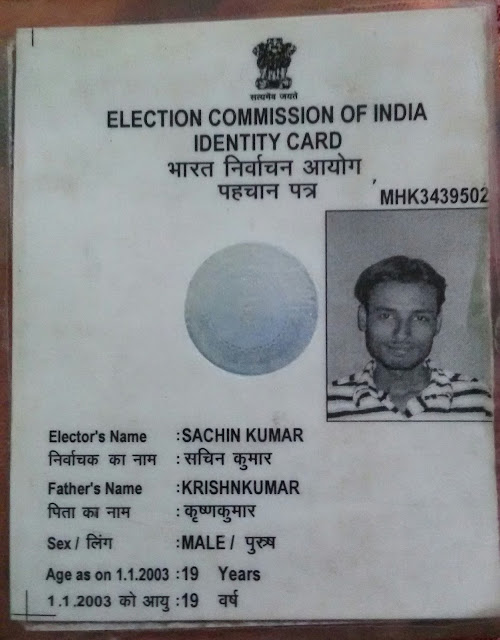 सत्यमेव जयते
ELECTION COMMISSION OF INDIA
IDENTITY CARD
भारत निर्वाचन आयोग
पहचान पत्र
MHK3439502
Elector's Name :SACHIN KUMAR
निर्वाचक का नाम : सचिन कुमार
Father's Name :KRISHNKUMAR
पिता का नाम : कृष्णकुमार
Sex / लिंग :MALE / पुरुष
Age as on 1.1.2003 :19 Years
1.1.2003 को आयु :19 वर्ष